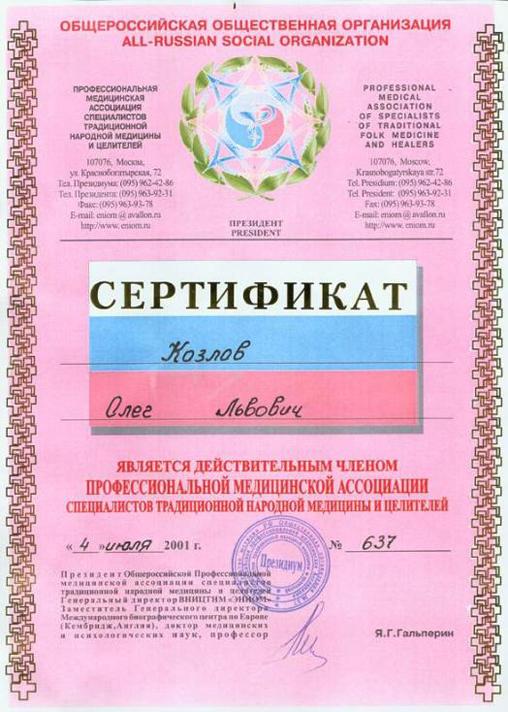 ОБЩЕРОССИЙСКАЯ ОБЩЕСТВЕННАЯ ОРГАНИЗАЦИЯ
ALL-RUSSIAN SOCIAL ORGANIZATION
ПРОФЕССИОНАЛЬНАЯ
МЕДИЦИНСКАЯ
АССОЦИАЦИЯ
СПЕЦИАЛИСТОВ
ТРАДИЦИОННОЙ
НАРОДНОЙ МЕДИЦИНЫ
И ЦЕЛИТЕЛЕЙ
107076, Москва,
ул. Краснобогатырская, 72
Тел. Президиума: (095) 962-42-86
Тел. Президента: (095) 963-92-31
Факс: (095) 963-93-78
E-mail: eniom @ avallon.ru
http://www. eniom.ru
PROFESSIONAL
MEDICAL
ASSOCIATION
OF SPECIALISTS
OF TRADITIONAL
FOLK MEDICINE
AND HEALERS
107076, Moscow,
Krasnobogatyrskaya str.72
Tel. Presidium: (095) 962-42-86
Tel. President: (095) 963-92-31
Fax: (095) 963-93-78
E-mail: eniom @ avallon.ru
http://www. eniom.ru
ПРЕЗИДЕНТ
PRESIDENT
СЕРТИФИКАТ
Козлов
Олег Львович
ЯВЛЯЕТСЯ ДЕЙСТВИТЕЛЬНЫМ ЧЛЕНОМ
ПРОФЕССИОНАЛЬНОЙ МЕДИЦИНСКОЙ АССОЦИАЦИИ
СПЕЦИАЛИСТОВ ТРАДИЦИОННОЙ НАРОДНОЙ МЕДИЦИНЫ И ЦЕЛИТЕЛЕЙ
« 4 » июля 2001 г. № 637
Президиум
Президент Общероссийской Профессиональной
медицинской ассоциации специалистов
традиционной народной медицины и целителей
Генеральный директор ВНИЦТНМ «ЭНИОМ»
Заместитель Генерального директора
Международного биографического центра по Европе
(Кембридж, Англия), доктор медицинских
и психологических наук, профессор
Я.Г.Гальперин